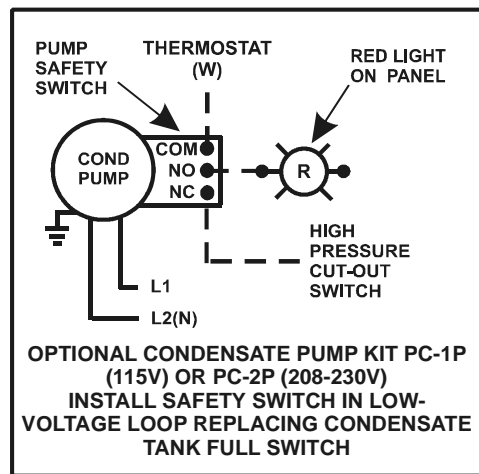 PUMP
SAFETY
SWITCH
THERMOSTAT
(W)
RED LIGHT
ON PANEL
COND
PUMP
COM
NO
NC
R
HIGH
PRESSURE
CUT-OUT
SWITCH
L1
L2(N)
OPTIONAL CONDENSATE PUMP KIT PC-1P
(115V) OR PC-2P (208-230V)
INSTALL SAFETY SWITCH IN LOW-
VOLTAGE LOOP REPLACING CONDENSATE
TANK FULL SWITCH